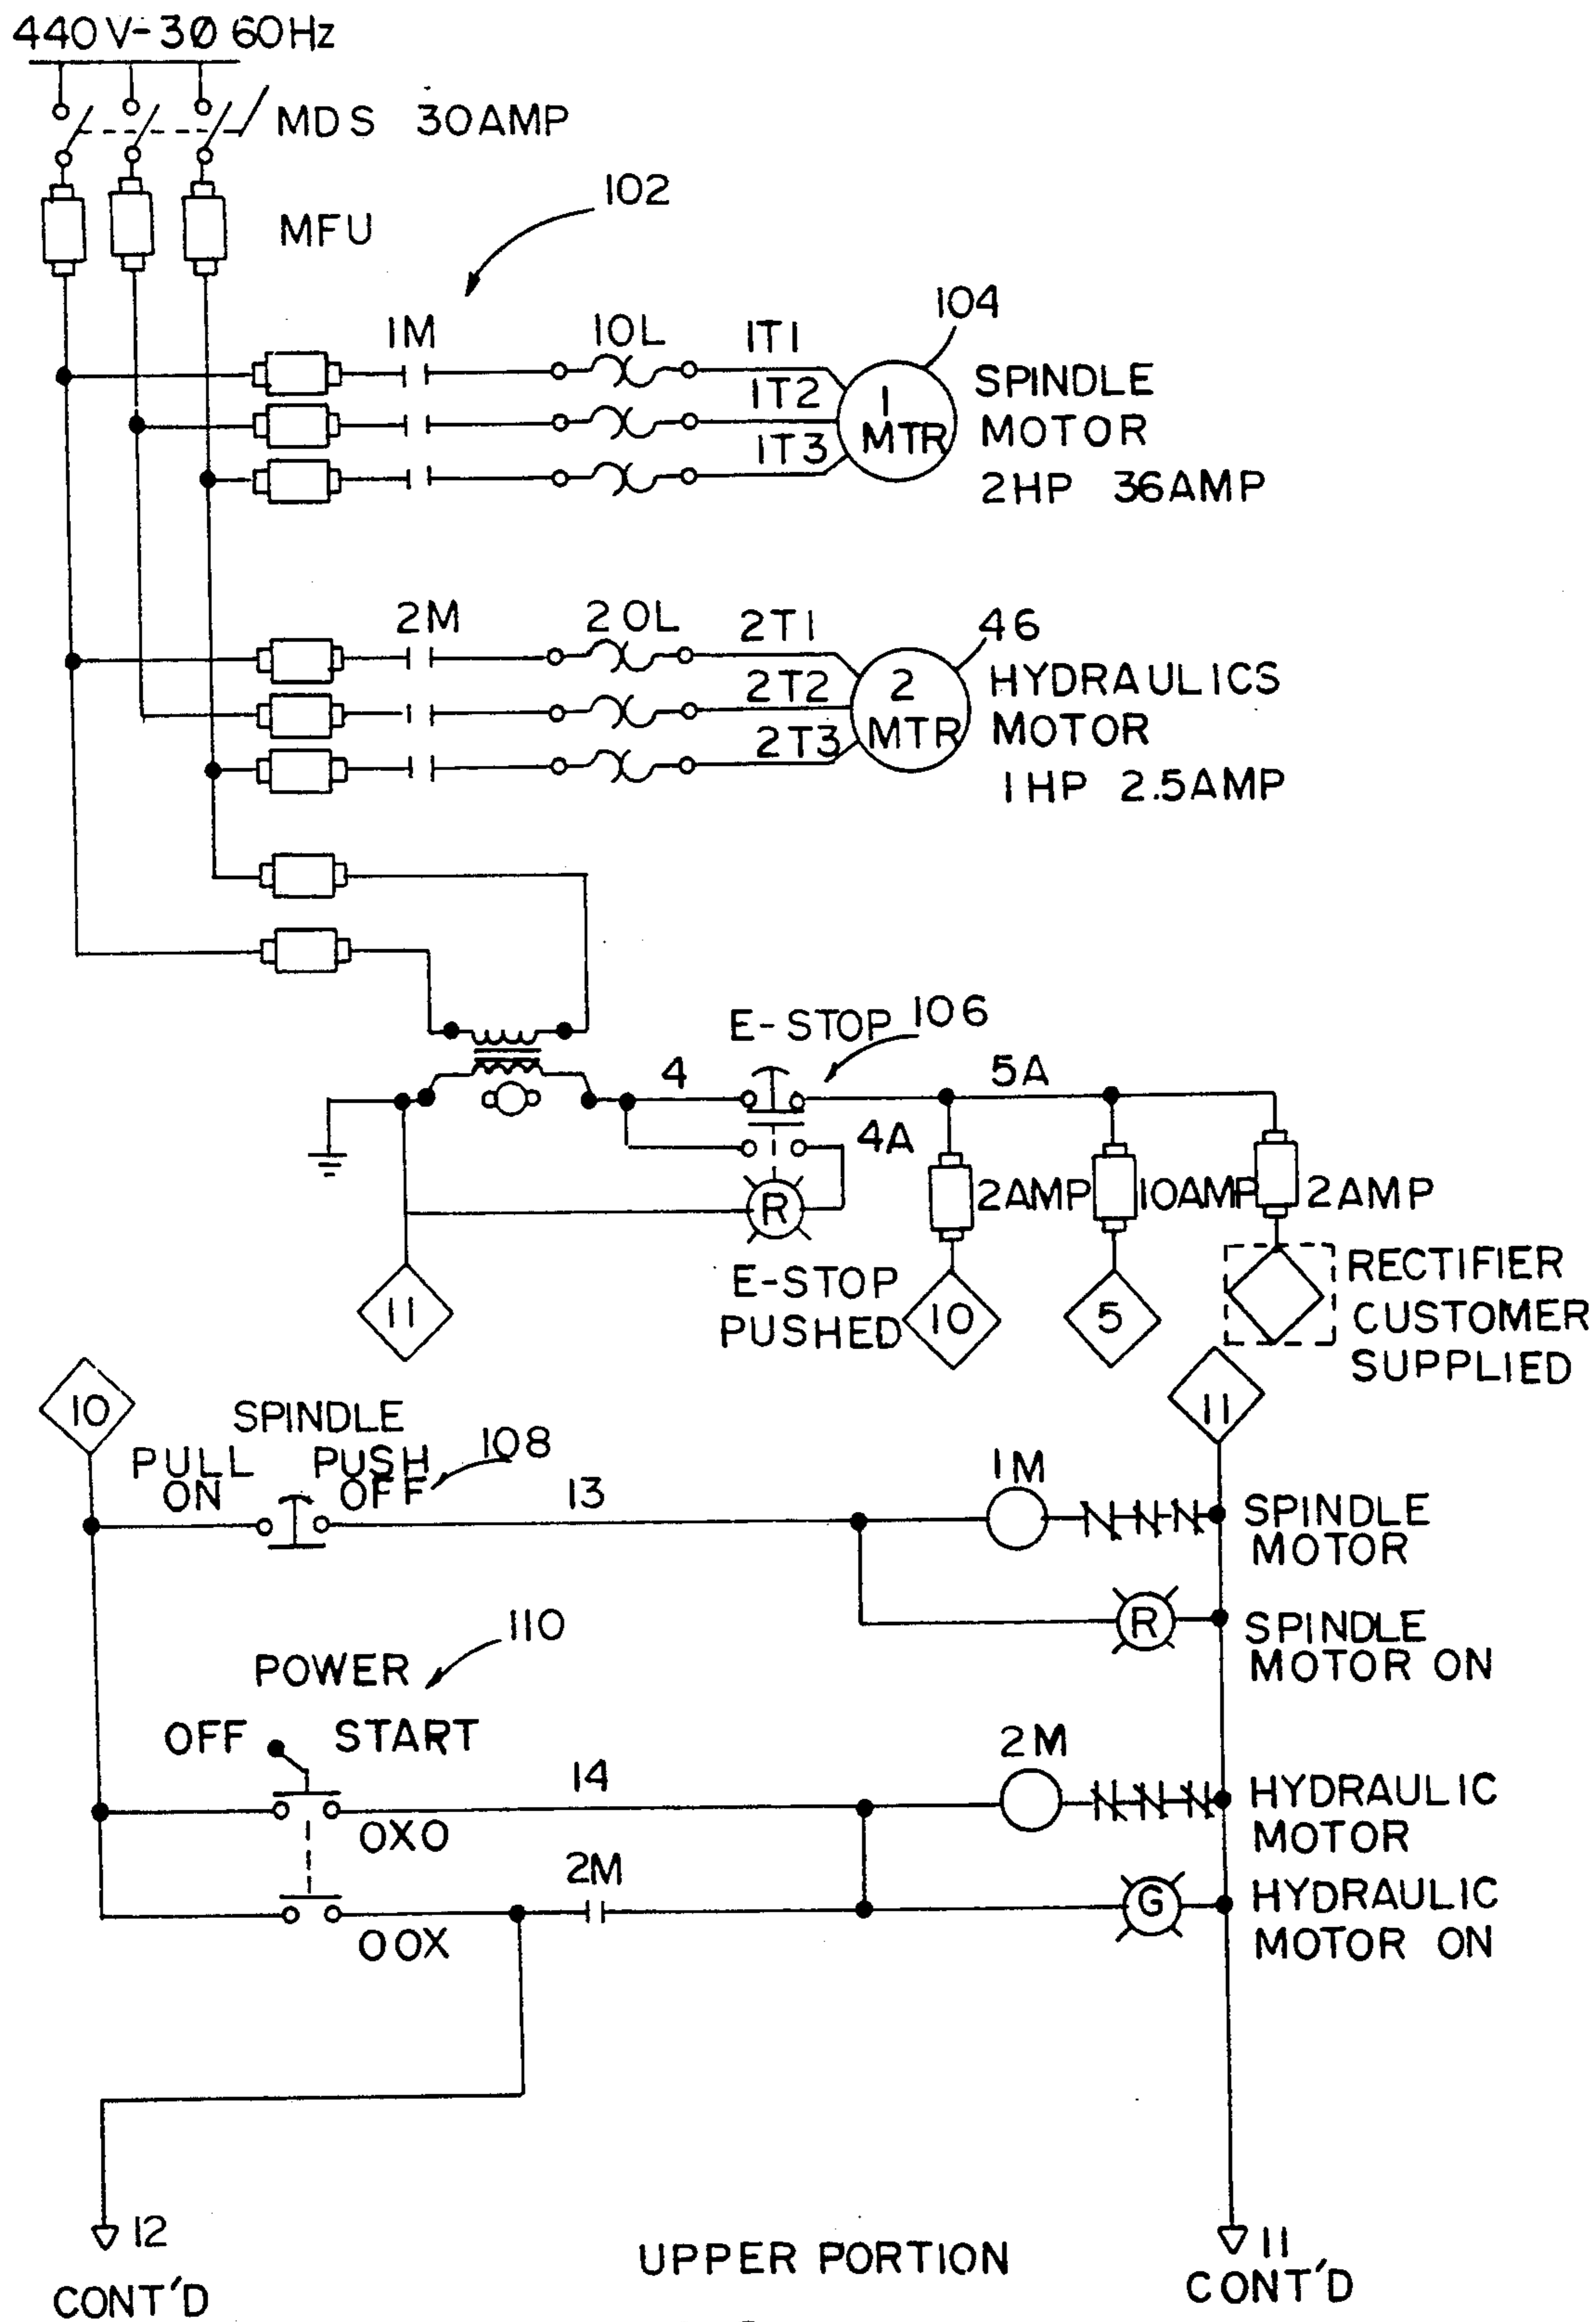 440V-3Ø 60Hz
MDS 30AMP
MFU
102
104
1M
1OL
1T1
1T2
1T3
1
MTR
SPINDLE
MOTOR
2HP 36AMP
2M
2OL
2T1
2T2
2T3
46
2
MTR
HYDRAULICS
MOTOR
1HP 2.5AMP
E-STOP
106
4
5A
4A
R
2AMP
10AMP
2AMP
E-STOP
PUSHED
11
10
5
RECTIFIER
CUSTOMER
SUPPLIED
10
11
SPINDLE
PULL
ON
PUSH
OFF
108
13
1M
SPINDLE
MOTOR
R
SPINDLE
MOTOR ON
110
POWER
OFF START
14
2M
OXO
HYDRAULIC
MOTOR
2M
OOX
G
HYDRAULIC
MOTOR ON
12
CONT'D
UPPER PORTION
11
CONT'D